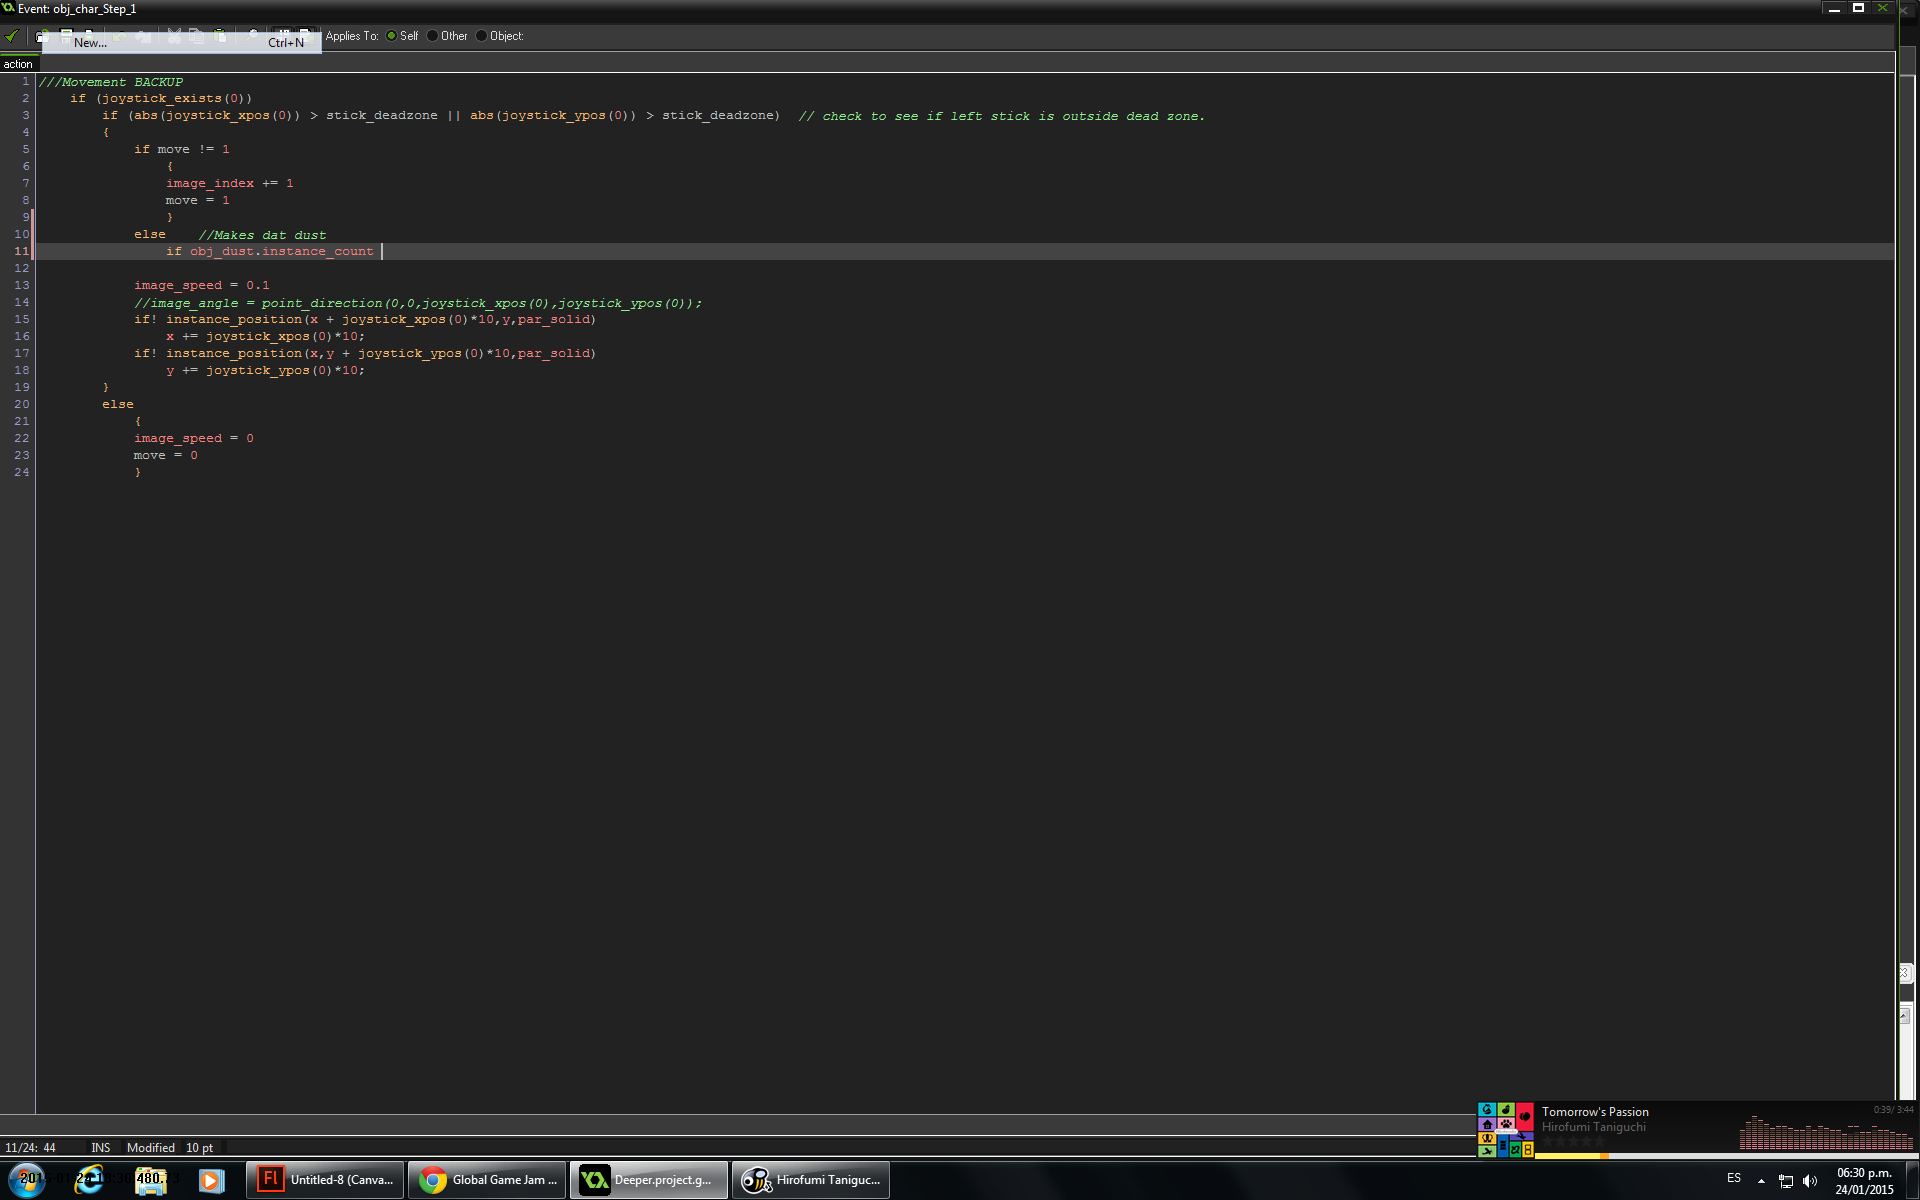 Event: obj_char_Step_1
New... Ctrl+N
Applies To: Self Other Object:
action
1 ///Movement BACKUP
2 if (joystick_exists(0))
3 if (abs(joystick_xpos(0)) > stick_deadzone || abs(joystick_ypos(0)) > stick_deadzone) // check to see if left stick is outside dead zone.
4 {
5 if move != 1
6 {
7 image_index += 1
8 move = 1
9 }
10 else //Makes dat dust
11 if obj_dust.instance_count
12
13 image_speed = 0.1
14 //image_angle = point_direction(0,0,joystick_xpos(0),joystick_ypos(0));
15 if! instance_position(x + joystick_xpos(0)*10,y,par_solid)
16 x += joystick_xpos(0)*10;
17 if! instance_position(x,y + joystick_ypos(0)*10,par_solid)
18 y += joystick_ypos(0)*10;
19 }
20 else
21 {
22 image_speed = 0
23 move = 0
24 }
Tomorrow's Passion
0:39/ 3:44
Hirofumi Taniguchi
11/24: 44 INS Modified 10 pt
Untitled-8 (Canva...
Global Game Jam ...
Deeper.project.g...
Hirofumi Taniguc...
ES
06:30 p.m.
24/01/2015